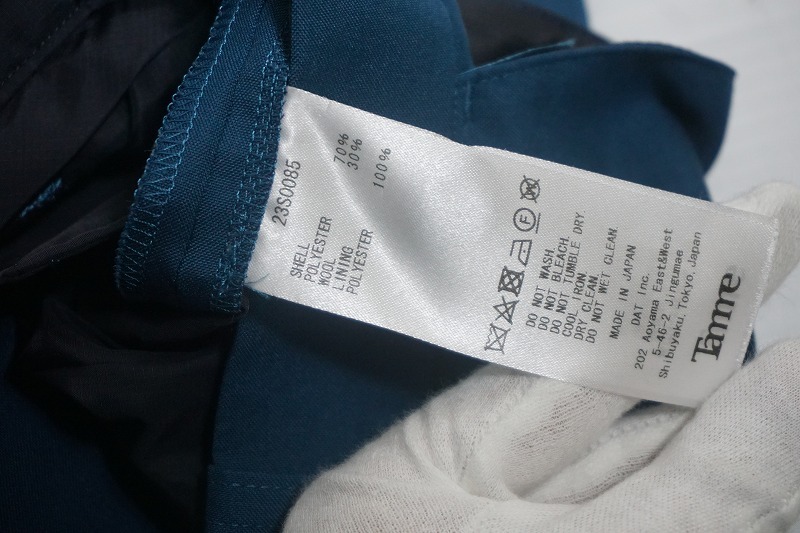 23S0085
SHELL
POLYESTER 70%
WOOL 30%
LINING
POLYESTER 100%
F
DO NOT WASH.
DO NOT BLEACH.
DO NOT TUMBLE DRY
COOL IRON.
DRY CLEAN.
DO NOT WET CLEAN.
MADE IN JAPAN
DAT Inc.
202 Aoyama East&West
5-46-2 Jingumae
Shibuyaku, Tokyo, Japan
Tamme